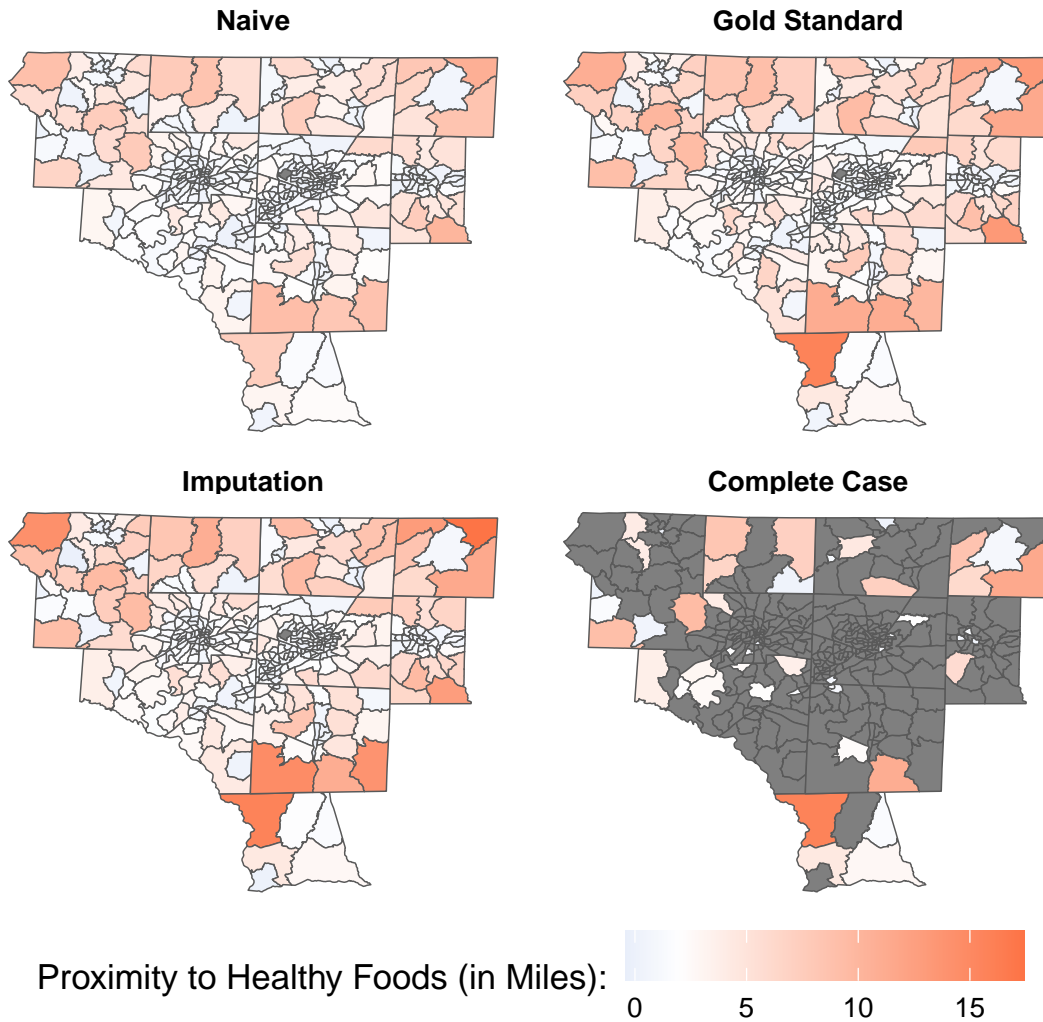 Naive
Gold Standard
Imputation
Complete Case
Proximity to Healthy Foods (in Miles):
0 5 10 15